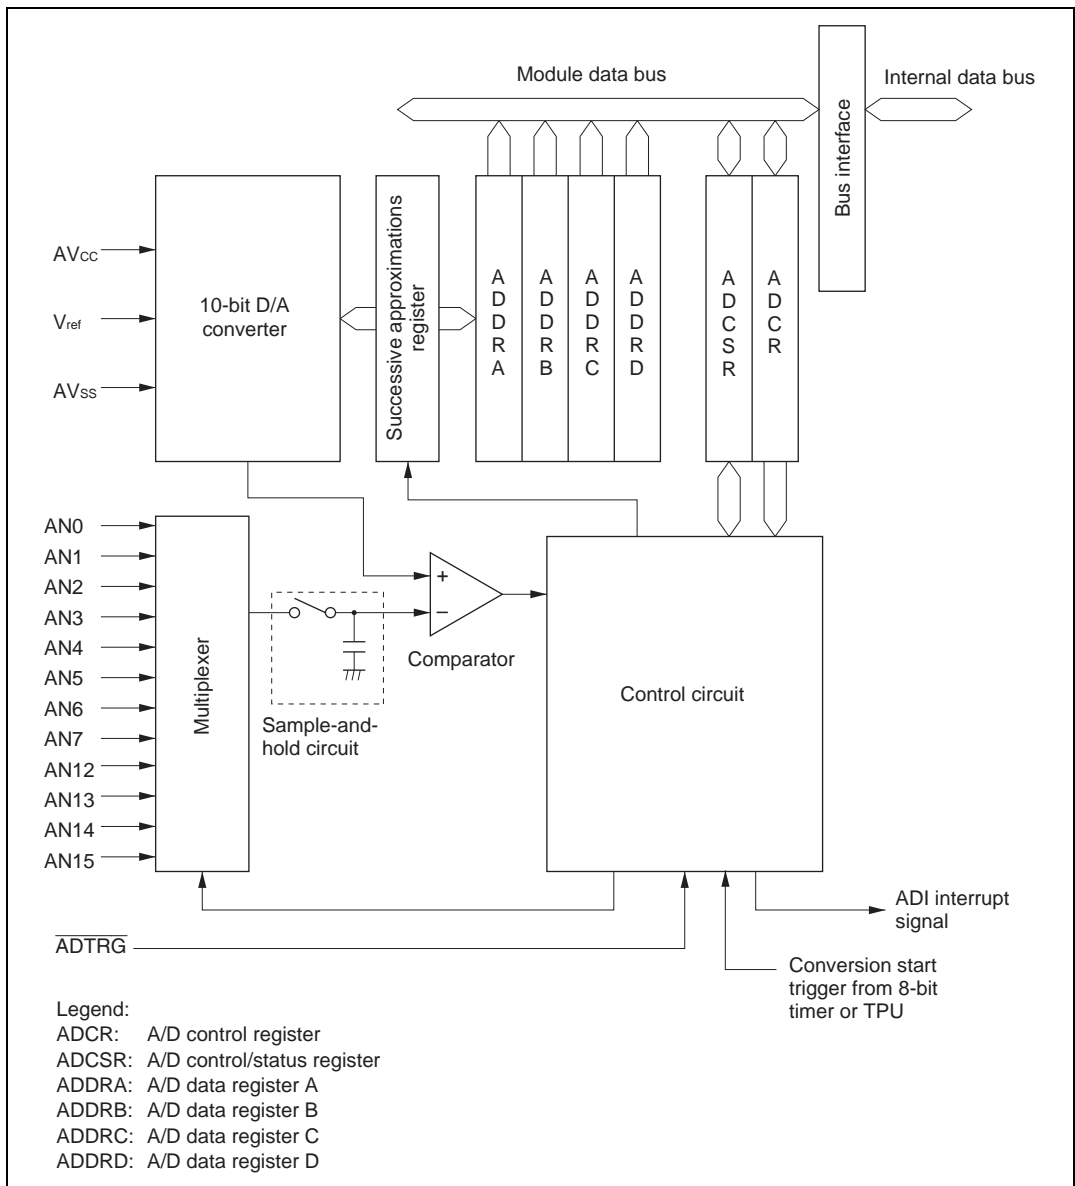 Module data bus
Internal data bus
Bus interface
AVCC
Vref
AVSS
10-bit D/A
converter
Successive approximations
register
ADDRA
ADDRB
ADDRC
ADDRD
ADCSR
ADCR
AN0
AN1
AN2
AN3
AN4
AN5
AN6
AN7
AN12
AN13
AN14
AN15
Multiplexer
+
−
Comparator
Sample-and-
hold circuit
Control circuit
ADI interrupt
signal
ADTRG
Conversion start
trigger from 8-bit
timer or TPU
Legend:
ADCR: A/D control register
ADCSR: A/D control/status register
ADDRA: A/D data register A
ADDRB: A/D data register B
ADDRC: A/D data register C
ADDRD: A/D data register D